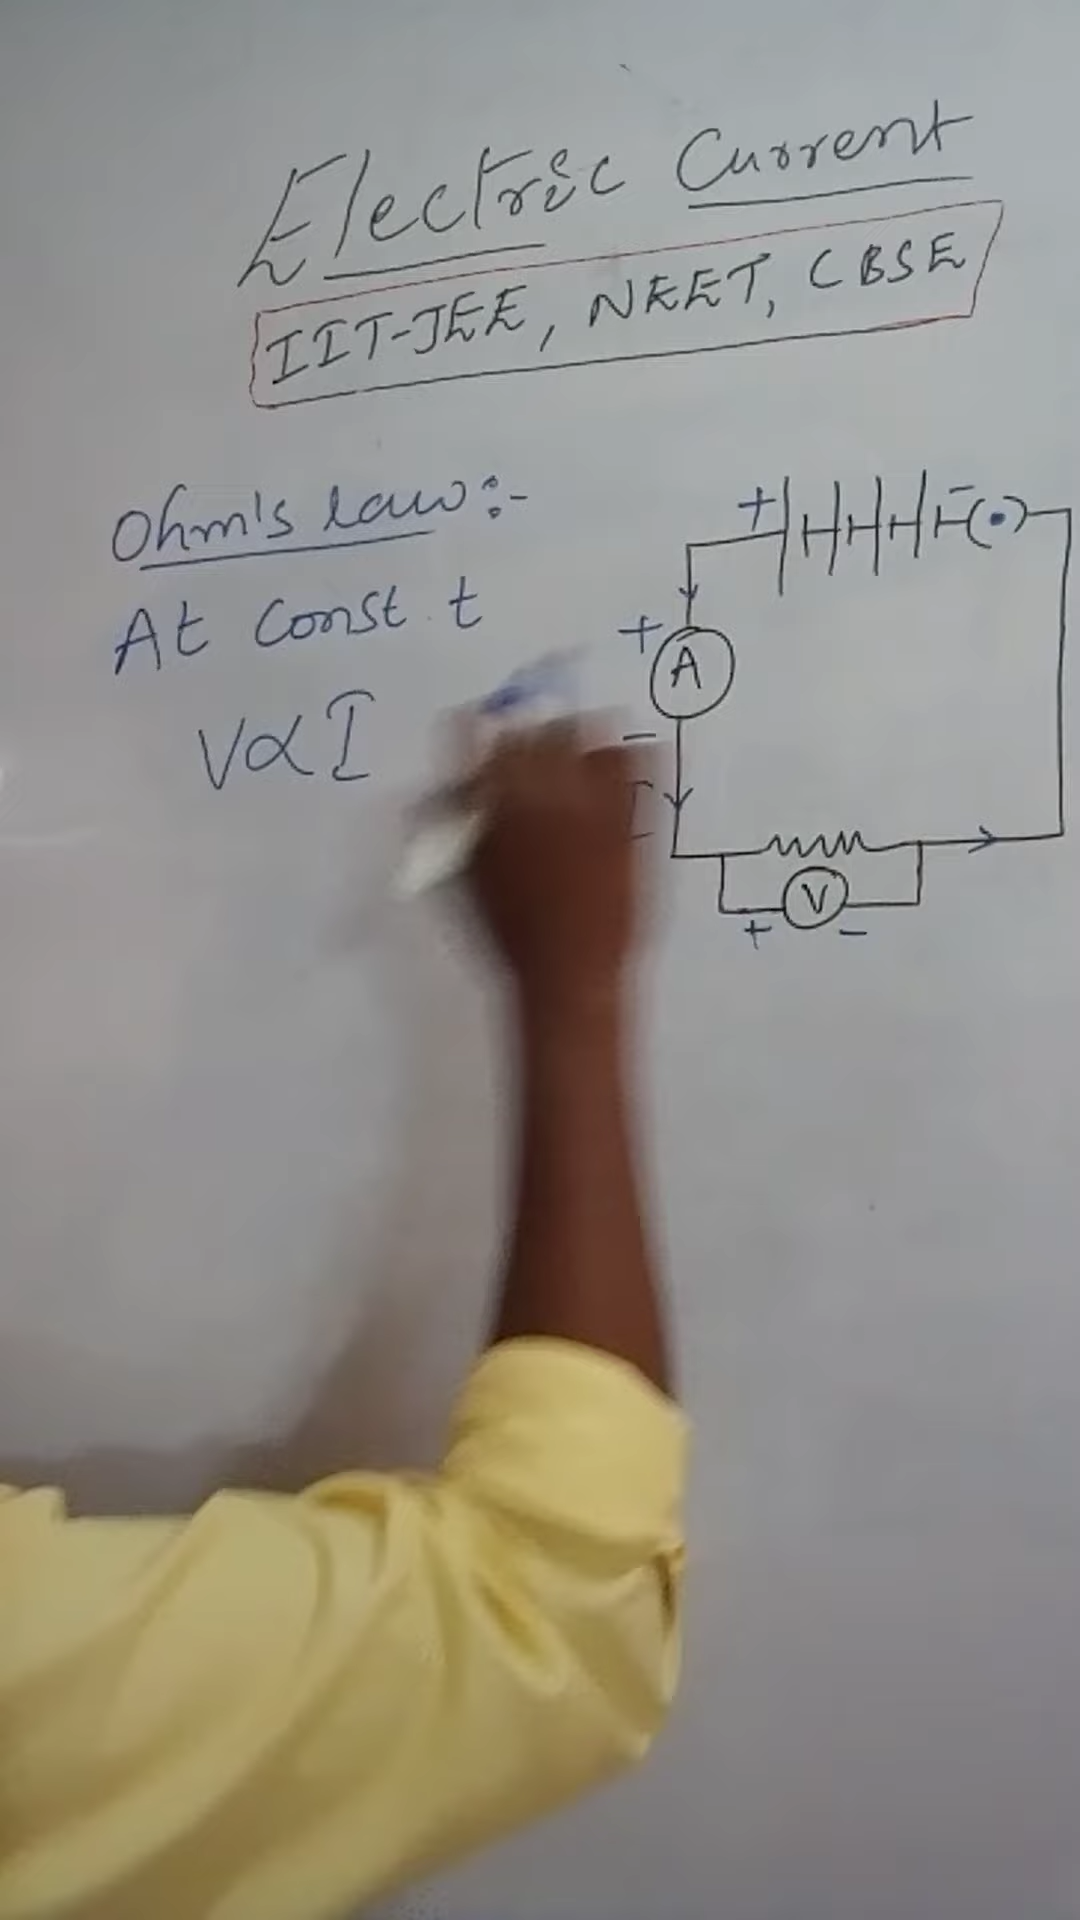 Electric Current
IIT-JEE, NEET, CBSE
Ohm's law:-
At Const. t
V∝I
+ - (•)
+
A
-
I
V
+ -